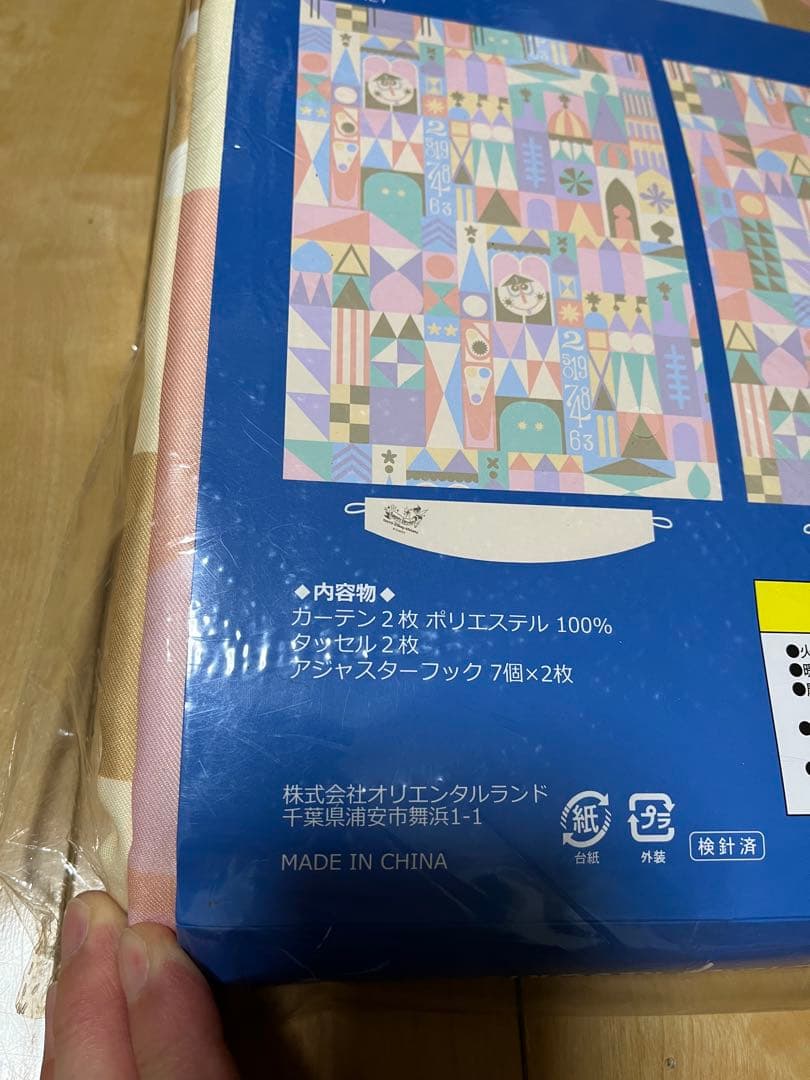 ◆内容物◆
カーテン2枚 ポリエステル 100%
タッセル2枚
アジャスターフック 7個×2枚
株式会社オリエンタルランド
千葉県浦安市舞浜1-1
MADE IN CHINA
紙
台紙
プラ
外装
検針済